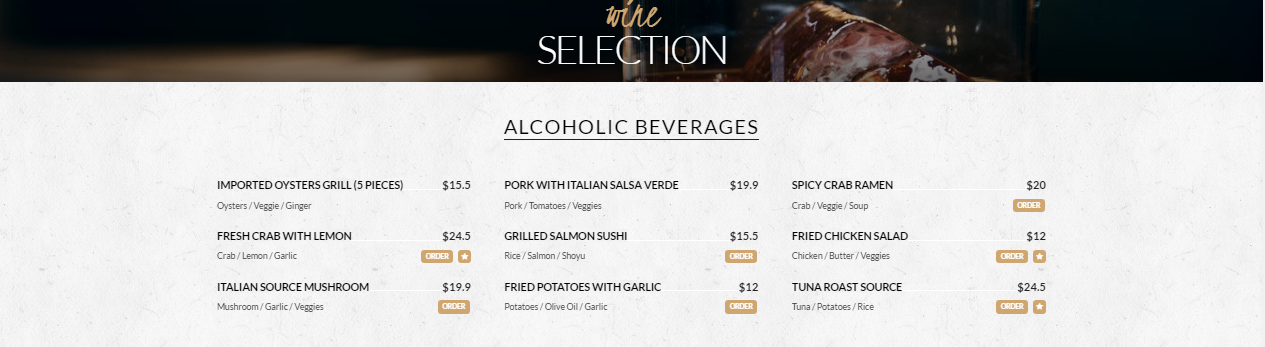 wine
SELECTION
ALCOHOLIC BEVERAGES
IMPORTED OYSTERS GRILL (5 PIECES) $15.5
Oysters / Veggie / Ginger
PORK WITH ITALIAN SALSA VERDE $19.9
Pork / Tomatoes / Veggies
SPICY CRAB RAMEN $20
Crab / Veggie / Soup ORDER
FRESH CRAB WITH LEMON $24.5
Crab / Lemon / Garlic ORDER
GRILLED SALMON SUSHI $15.5
Rice / Salmon / Shoyu ORDER
FRIED CHICKEN SALAD $12
Chicken / Butter / Veggies ORDER
ITALIAN SOURCE MUSHROOM $19.9
Mushroom / Garlic / Veggies ORDER
FRIED POTATOES WITH GARLIC $12
Potatoes / Olive Oil / Garlic ORDER
TUNA ROAST SOURCE $24.5
Tuna / Potatoes / Rice ORDER